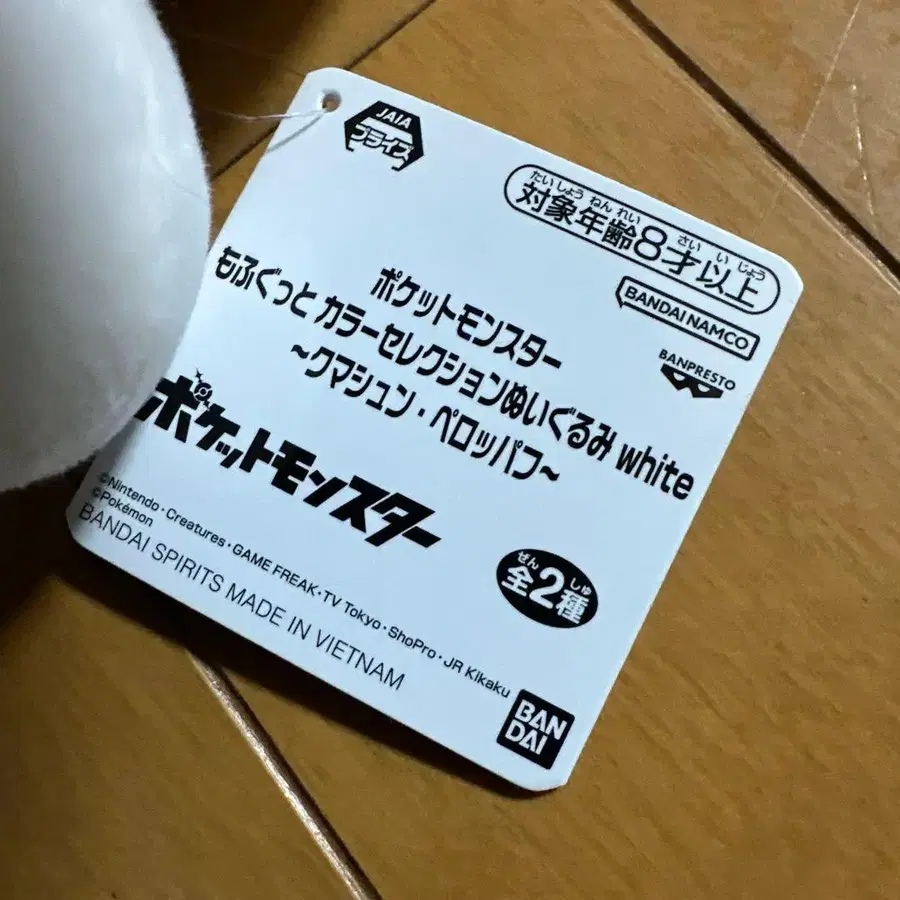 JAIA
プライズ
たいしょうねんれい さいいじょう
対象年齢8才以上
BANDAI NAMCO
BANPRESTO
ポケットモンスター
もふぐっと カラーセレクションぬいぐるみ white
~クマシュン・ペロッパフ~
ポケットモンスター
©Nintendo・Creatures・GAME FREAK・TV Tokyo・ShoPro・JR Kikaku
©Pokémon
BANDAI SPIRITS MADE IN VIETNAM
ぜん しゅ
全2種
BAN
DAI